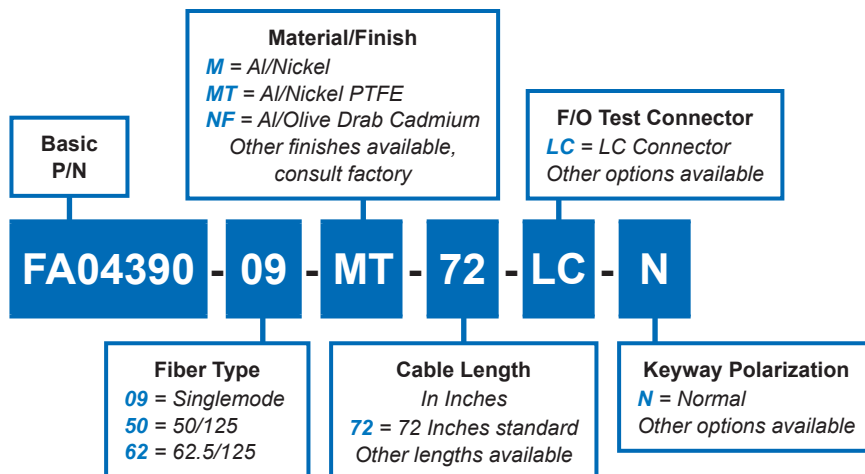 Material/Finish
M = Al/Nickel
MT = Al/Nickel PTFE
NF = Al/Olive Drab Cadmium
Other finishes available,
consult factory
F/O Test Connector
LC = LC Connector
Other options available
Basic
P/N
FA04390 - 09 - MT - 72 - LC - N
Fiber Type
09 = Singlemode
50 = 50/125
62 = 62.5/125
Cable Length
In Inches
72 = 72 Inches standard
Other lengths available
Keyway Polarization
N = Normal
Other options available